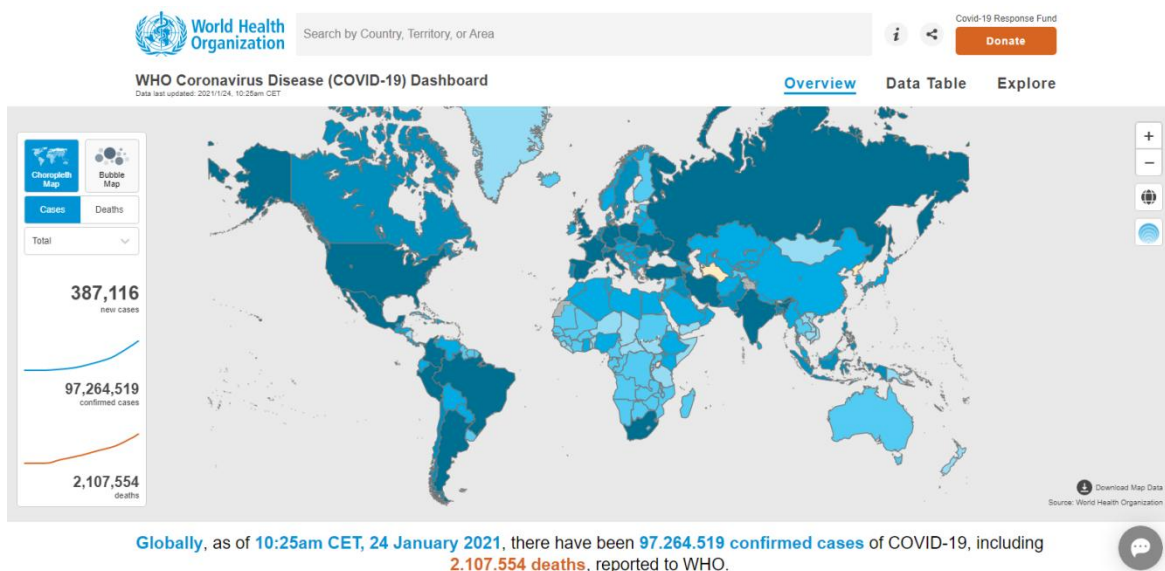 World Health
Organization
Search by Country, Territory, or Area
i
Covid-19 Response Fund
Donate
WHO Coronavirus Disease (COVID-19) Dashboard
Data last updated: 2021/1/24, 10:25am CET
Overview Data Table Explore
Choropleth
Map
Bubble
Map
Cases Deaths
Total
387,116
new cases
97,264,519
confirmed cases
2,107,554
deaths
+
−
Download Map Data
Source: World Health Organization
Globally, as of 10:25am CET, 24 January 2021, there have been 97.264.519 confirmed cases of COVID-19, including
2.107.554 deaths, reported to WHO.